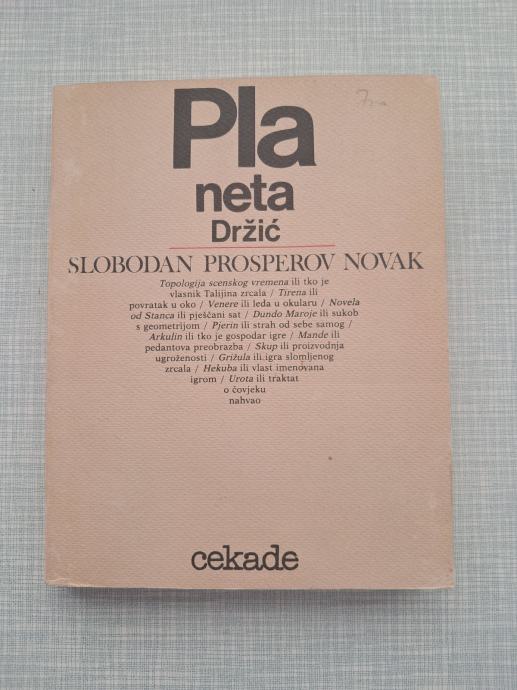 Pla
neta
Držić
SLOBODAN PROSPEROV NOVAK
Topologija scenskog vremena ili tko je
vlasnik Talijina zrcala / Tirena ili
povratak u oko / Venere ili leđa u okularu / Novela
od Stanca ili pješčani sat / Dundo Maroje ili sukob
s geometrijom / Pjerin ili strah od sebe samog /
Arkulin ili tko je gospodar igre / Mande ili
pedantova preobrazba / Skup ili proizvodnja
ugroženosti / Grižula ili igra slomljenog
zrcala / Hekuba ili vlast imenovana
igrom / Urota ili traktat
o čovjeku
nahvao
cekade